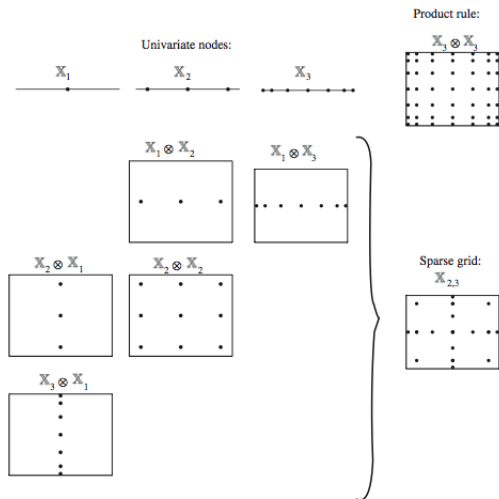 Product rule:
Univariate nodes:
𝕏₃ ⊗ 𝕏₃
𝕏₁
𝕏₂
𝕏₃
𝕏₁ ⊗ 𝕏₂
𝕏₁ ⊗ 𝕏₃
𝕏₂ ⊗ 𝕏₁
𝕏₂ ⊗ 𝕏₂
Sparse grid:
𝕏₂,₃
𝕏₃ ⊗ 𝕏₁